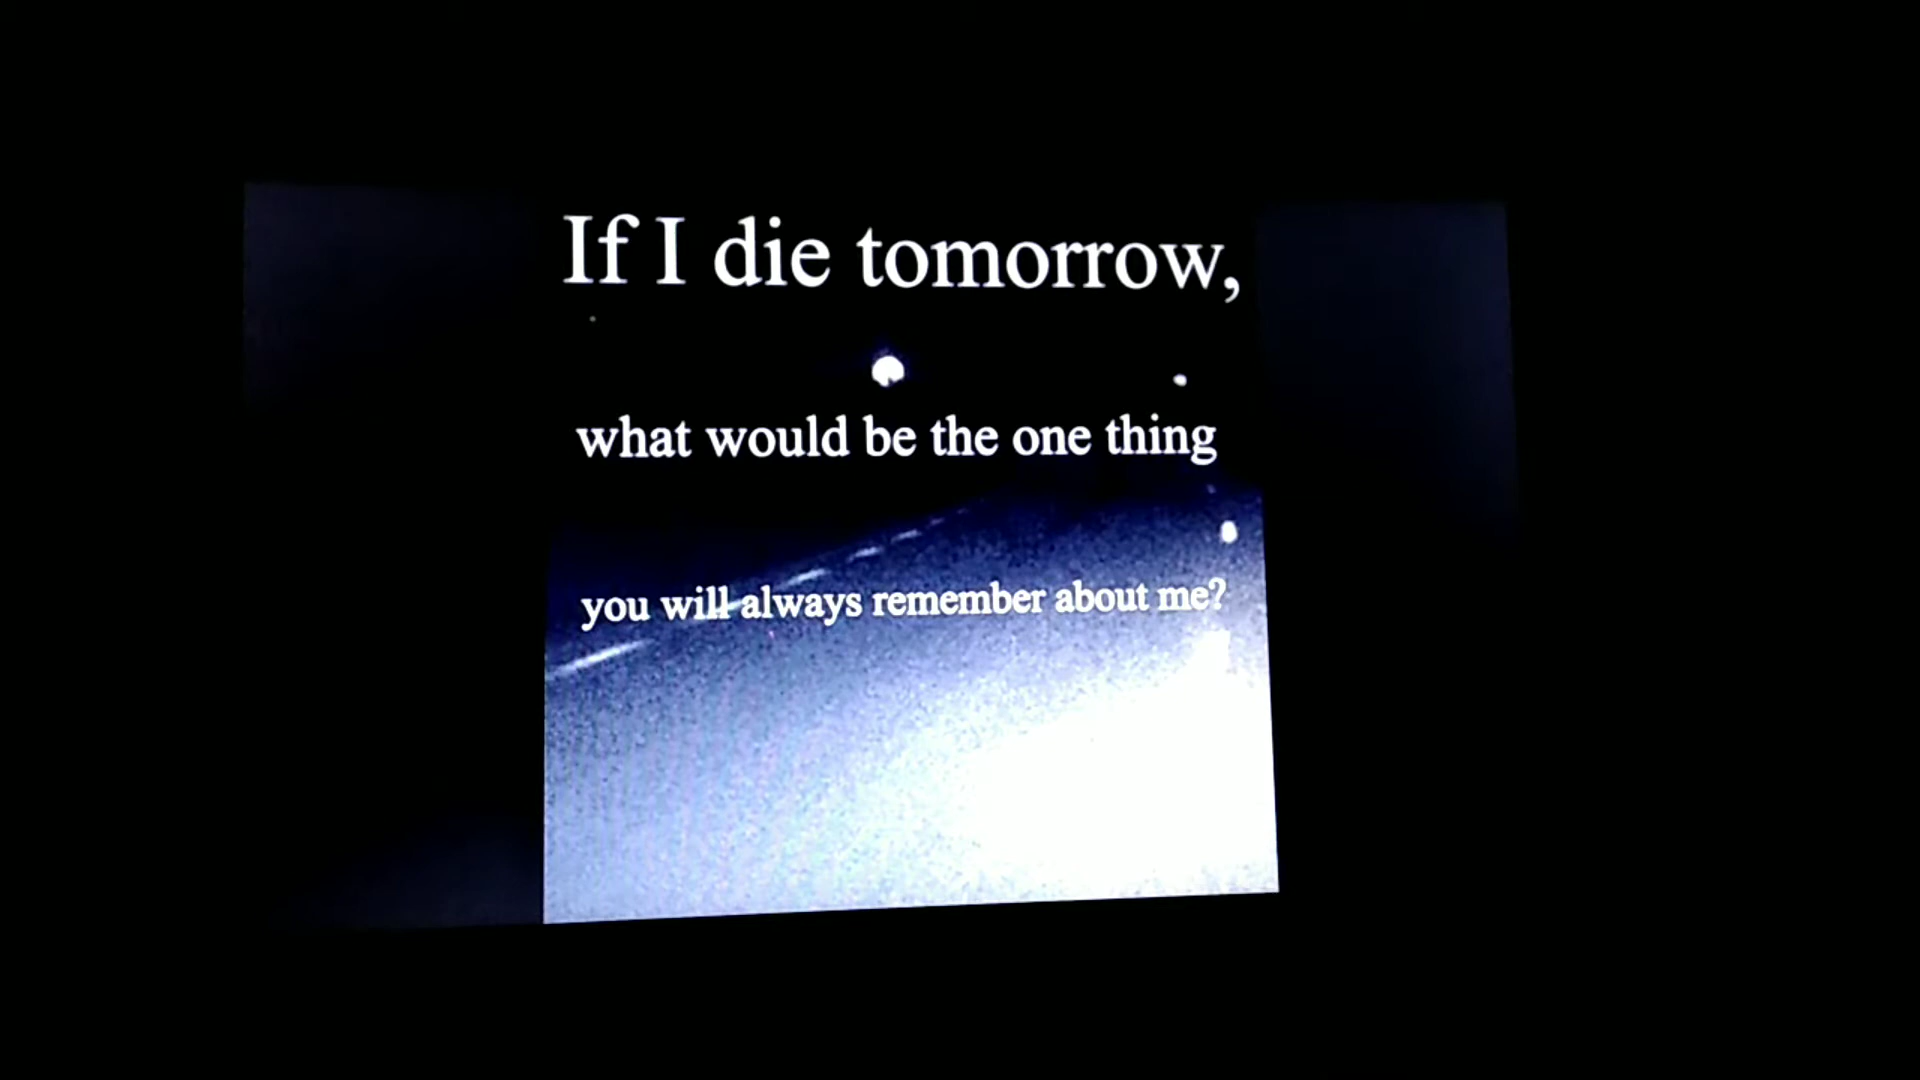 If I die tomorrow,
what would be the one thing
you will always remember about me?